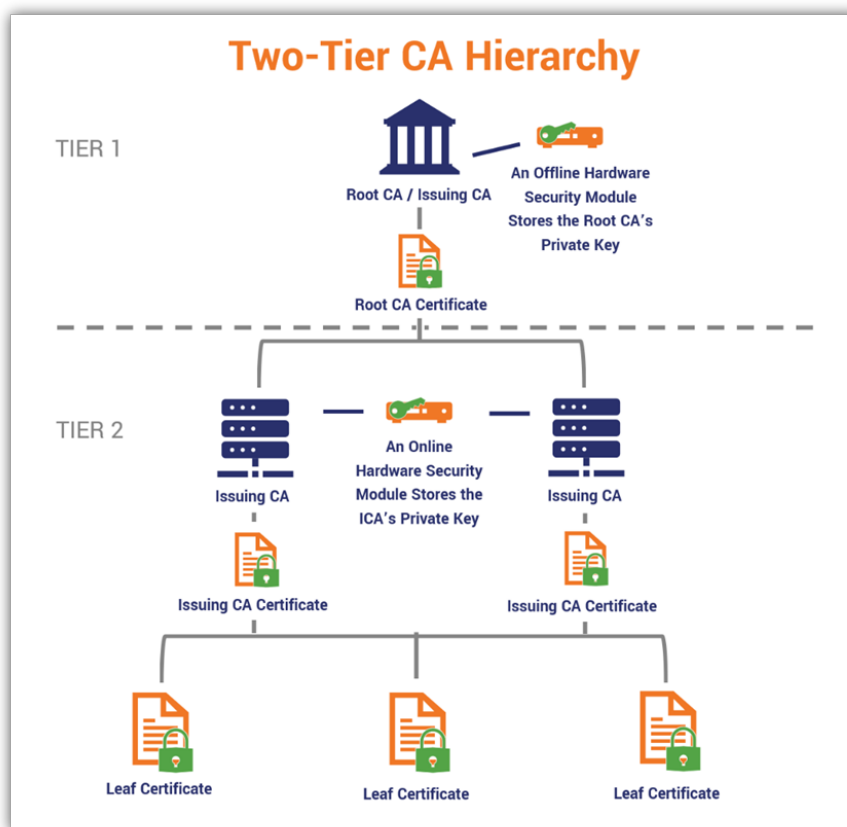 Two-Tier CA Hierarchy
TIER 1
Root CA / Issuing CA
An Offline Hardware
Security Module
Stores the Root CA's
Private Key
Root CA Certificate
TIER 2
Issuing CA
An Online
Hardware Security
Module Stores the
ICA's Private Key
Issuing CA
Issuing CA Certificate
Issuing CA Certificate
Leaf Certificate
Leaf Certificate
Leaf Certificate